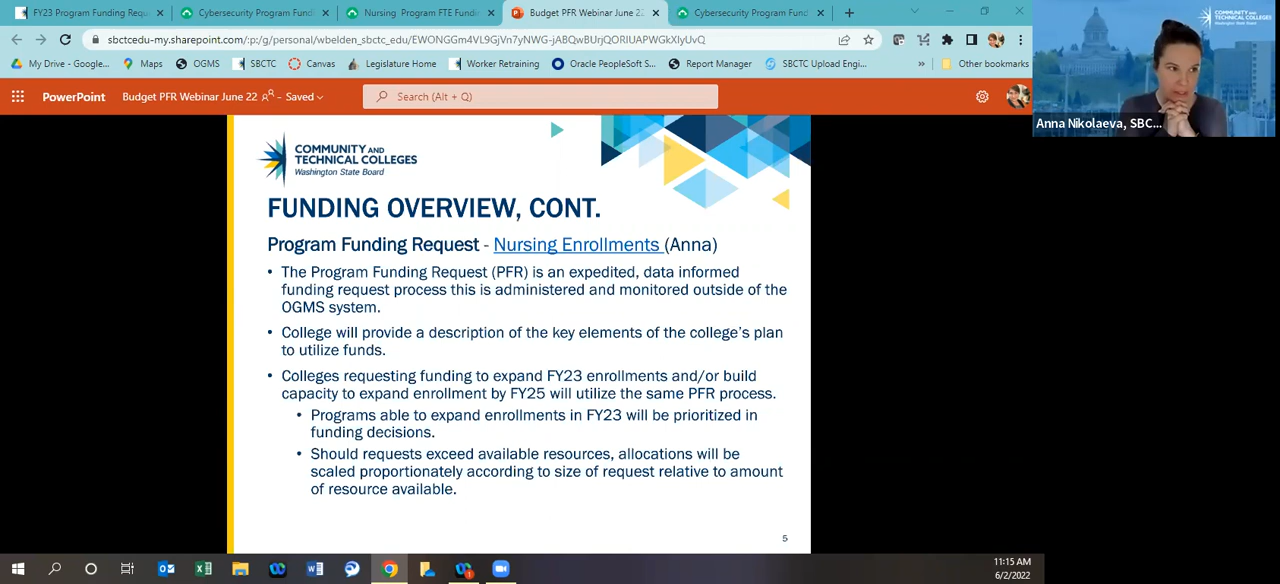 FY23 Program Funding Requ
Cybersecurity Program Fund
Nursing Program FTE Fundi
Budget PFR Webinar June 22
Cybersecurity Program Fund
sbctcedu-my.sharepoint.com/:p:/g/personal/wbelden_sbctc_edu/EWONGGm4VL9GjVn7yNWG-jABQwBUrjQORIUAPWGkXIyUvQ
My Drive - Google...
Maps
OGMS
SBCTC
Canvas
Legislature Home
Worker Retraining
Oracle PeopleSoft S...
Report Manager
SBCTC Upload Engi...
»
Other bookmarks
PowerPoint
Budget PFR Webinar June 22 - Saved
Search (Alt + Q)
COMMUNITY AND
TECHNICAL COLLEGES
Washington State Board
Anna Nikolaeva, SBC...
COMMUNITY AND
TECHNICAL COLLEGES
Washington State Board
FUNDING OVERVIEW, CONT.
Program Funding Request - Nursing Enrollments (Anna)
• The Program Funding Request (PFR) is an expedited, data informed
funding request process this is administered and monitored outside of the
OGMS system.
• College will provide a description of the key elements of the college's plan
to utilize funds.
• Colleges requesting funding to expand FY23 enrollments and/or build
capacity to expand enrollment by FY25 will utilize the same PFR process.
• Programs able to expand enrollments in FY23 will be prioritized in
funding decisions.
• Should requests exceed available resources, allocations will be
scaled proportionately according to size of request relative to amount
of resource available.
5
11:15 AM
6/2/2022